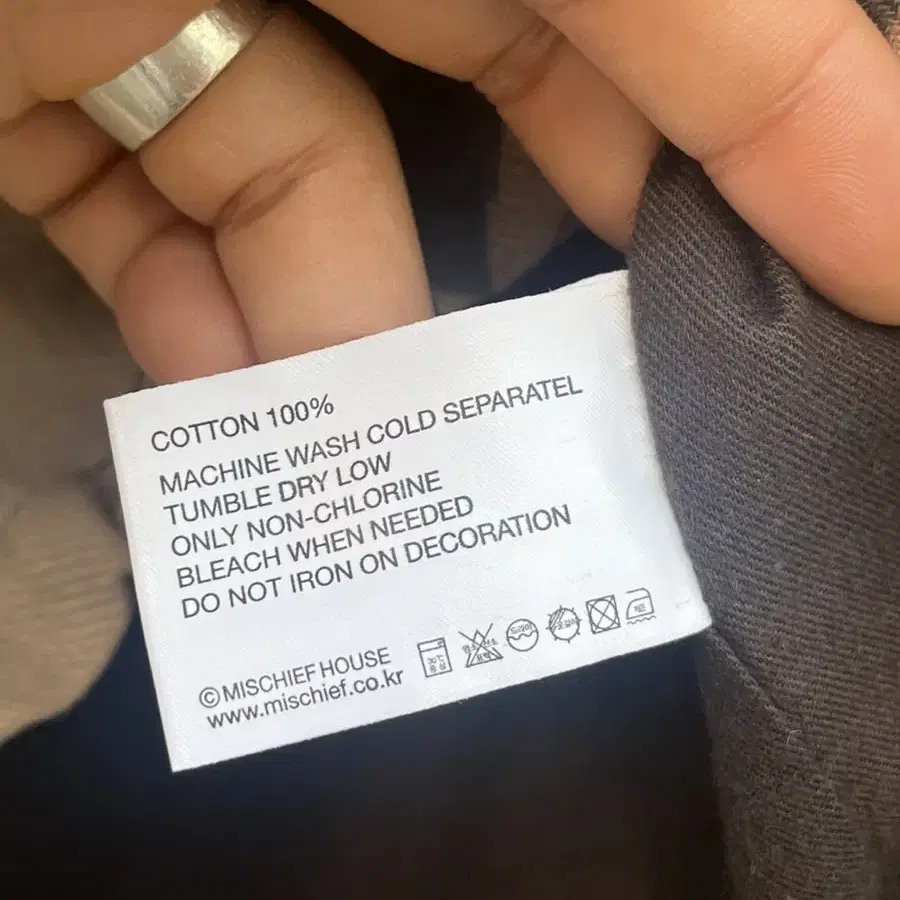 COTTON 100%
MACHINE WASH COLD SEPARATEL
TUMBLE DRY LOW
ONLY NON-CHLORINE
BLEACH WHEN NEEDED
DO NOT IRON ON DECORATION
©MISCHIEF HOUSE
www.mischief.co.kr